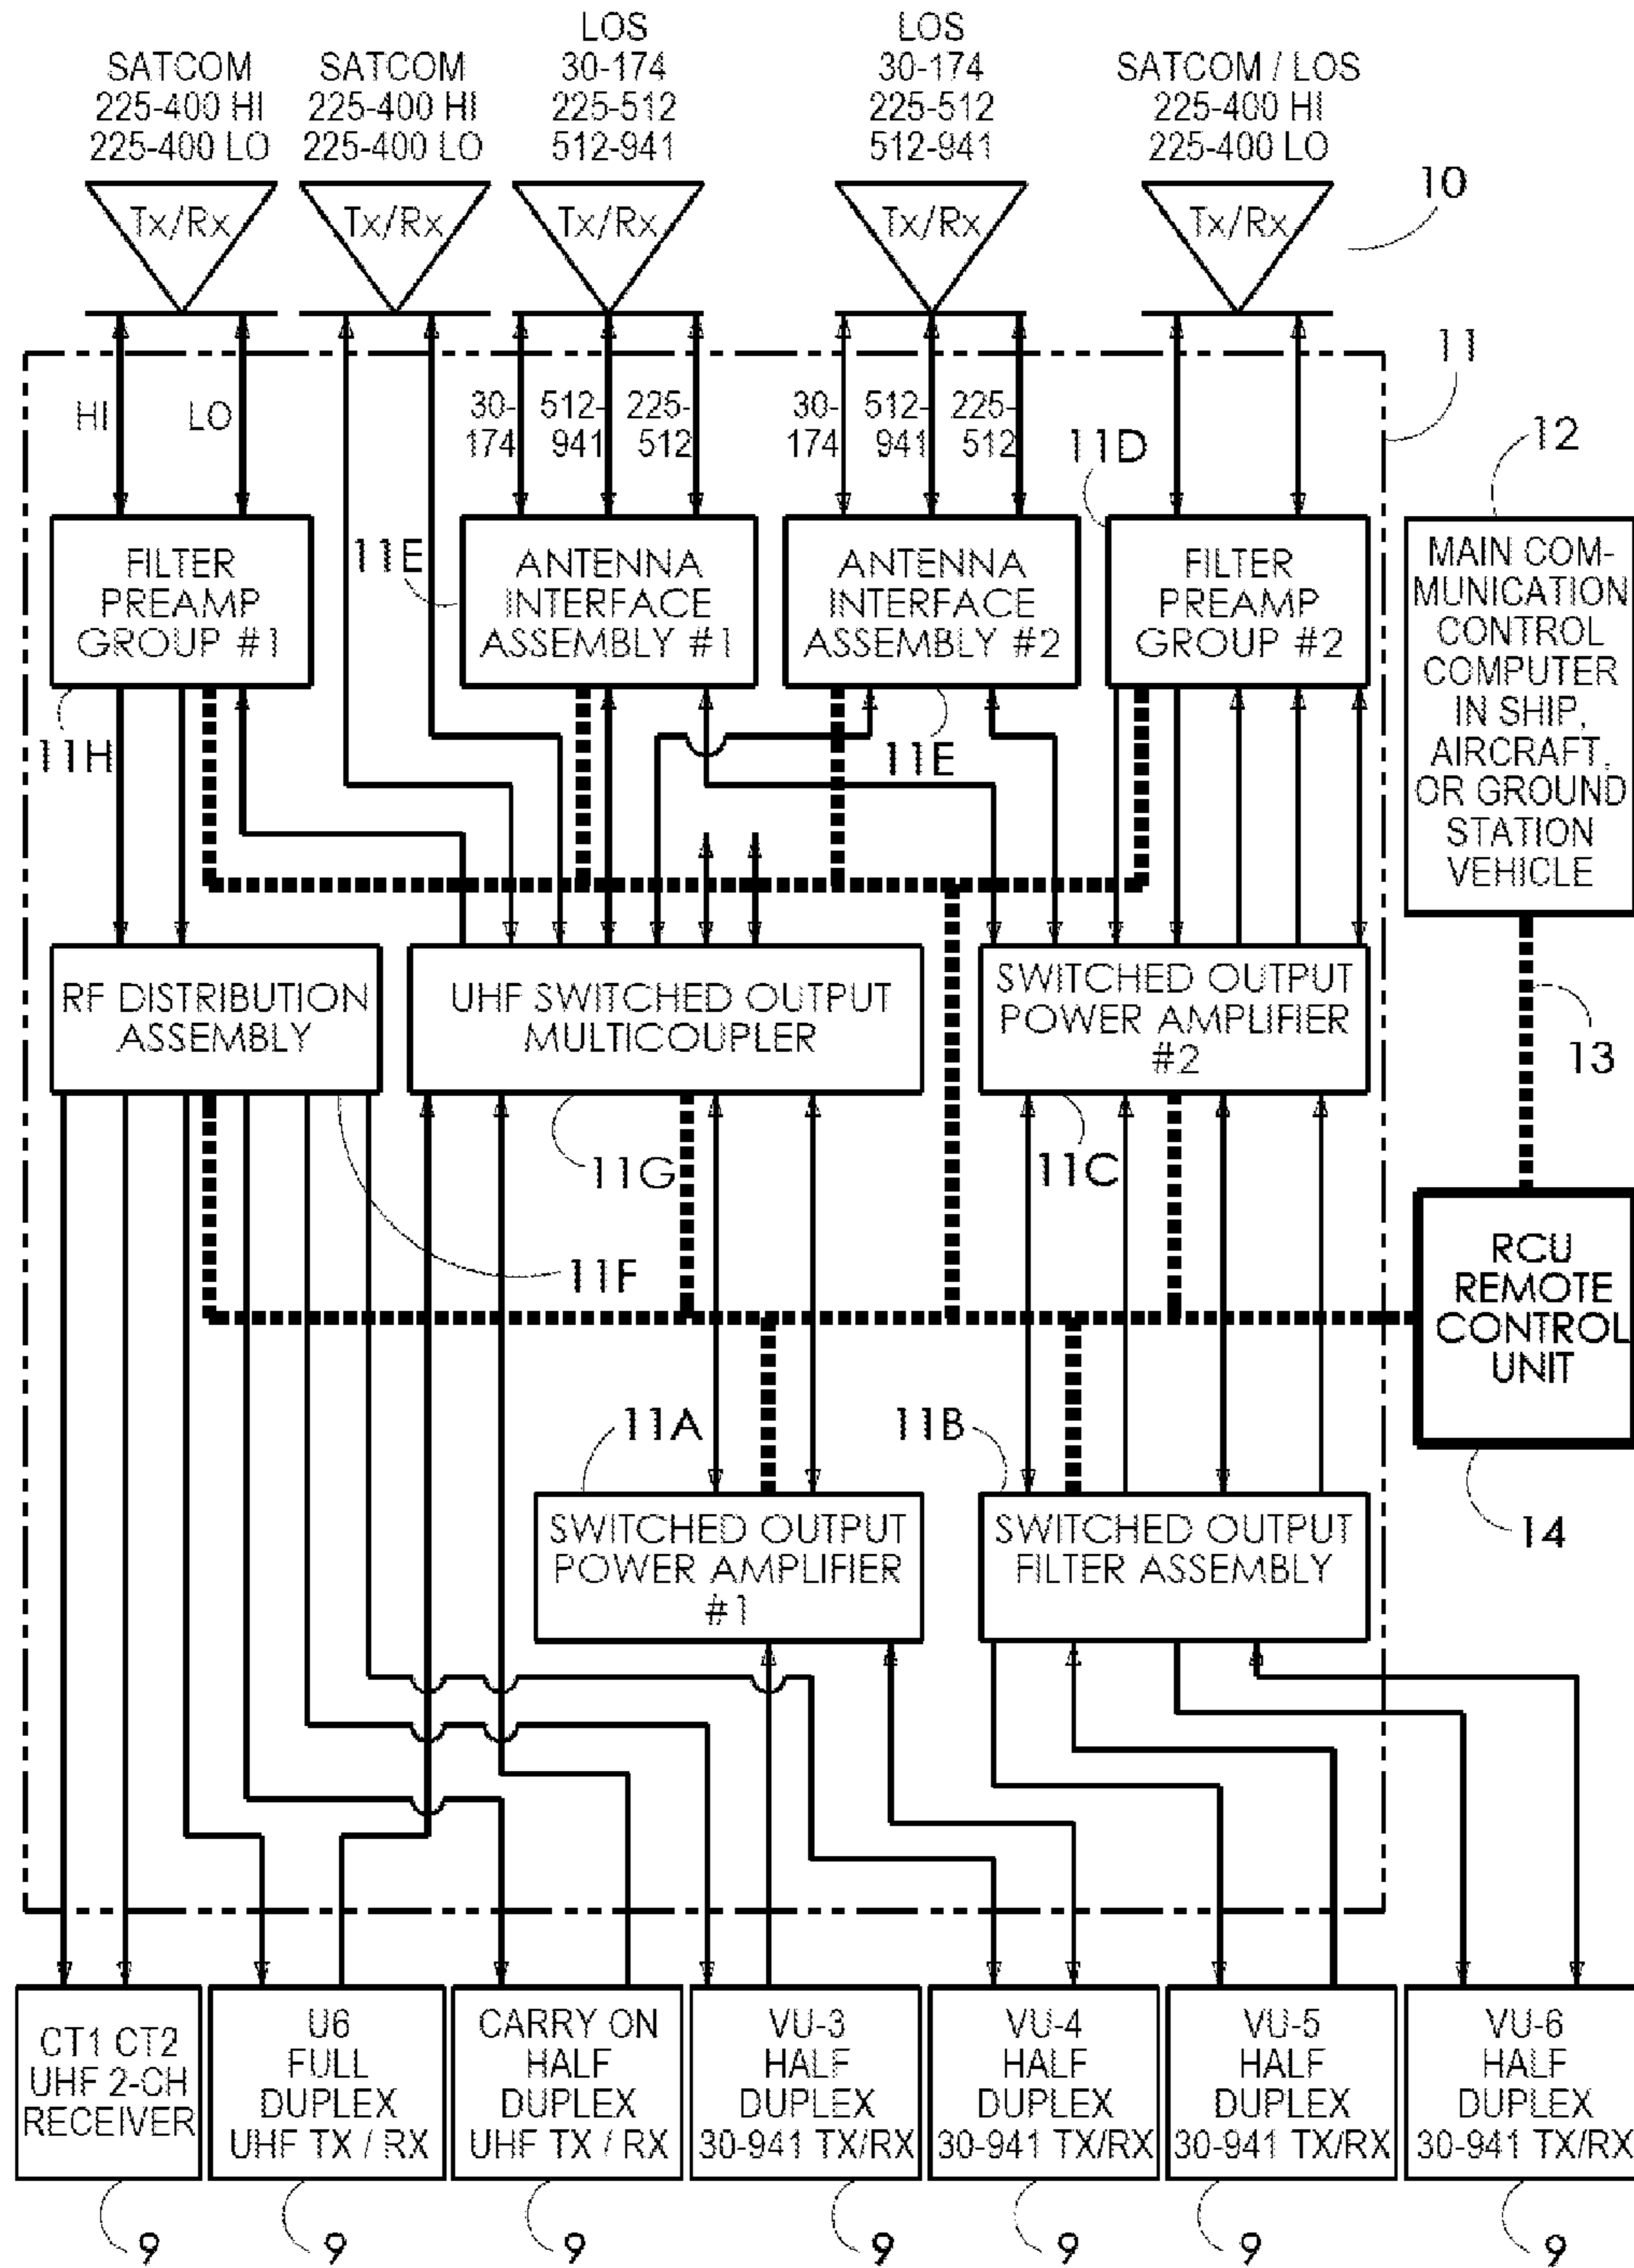 SATCOM
225-400 HI
225-400 LO
SATCOM
225-400 HI
225-400 LO
LOS
30-174
225-512
512-941
LOS
30-174
225-512
512-941
SATCOM / LOS
225-400 HI
225-400 LO
Tx/Rx
Tx/Rx
Tx/Rx
Tx/Rx
Tx/Rx
10
11
HI
LO
30-
174
512-
941
225-
512
30-
174
512-
941
225-
512
11D
12
FILTER
PREAMP
GROUP #1
11E
ANTENNA
INTERFACE
ASSEMBLY #1
ANTENNA
INTERFACE
ASSEMBLY #2
FILTER
PREAMP
GROUP #2
MAIN COM-
MUNICATION
CONTROL
COMPUTER
IN SHIP,
AIRCRAFT,
OR GROUND
STATION
VEHICLE
11H
11E
RF DISTRIBUTION
ASSEMBLY
UHF SWITCHED OUTPUT
MULTICOUPLER
SWITCHED OUTPUT
POWER AMPLIFIER
#2
13
11G
11C
11F
RCU
REMOTE
CONTROL
UNIT
11A
11B
SWITCHED OUTPUT
POWER AMPLIFIER
#1
SWITCHED OUTPUT
FILTER ASSEMBLY
14
CT1 CT2
UHF 2-CH
RECEIVER
U6
FULL
DUPLEX
UHF TX / RX
CARRY ON
HALF
DUPLEX
UHF TX / RX
VU-3
HALF
DUPLEX
30-941 TX/RX
VU-4
HALF
DUPLEX
30-941 TX/RX
VU-5
HALF
DUPLEX
30-941 TX/RX
VU-6
HALF
DUPLEX
30-941 TX/RX
9
9
9
9
9
9
9